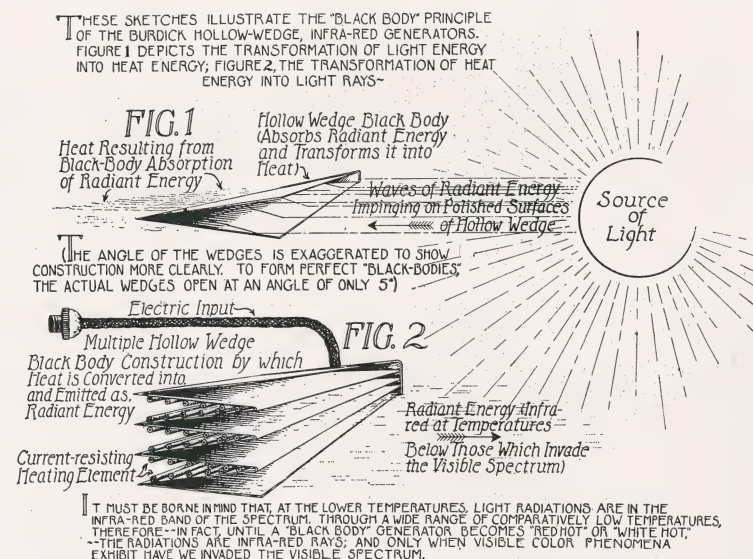 THESE SKETCHES ILLUSTRATE THE "BLACK BODY" PRINCIPLE
OF THE BURDICK HOLLOW-WEDGE, INFRA-RED GENERATORS.
FIGURE 1 DEPICTS THE TRANSFORMATION OF LIGHT ENERGY
INTO HEAT ENERGY; FIGURE 2, THE TRANSFORMATION OF HEAT
ENERGY INTO LIGHT RAYS~
FIG. 1
Heat Resulting from
Black-Body Absorption
of Radiant Energy
Hollow Wedge Black Body
(Absorbs Radiant Energy
and Transforms it into
Heat)
Waves of Radiant Energy
Impinging on Polished Surfaces
of Hollow Wedge
Source
of
Light
(THE ANGLE OF THE WEDGES IS EXAGGERATED TO SHOW
CONSTRUCTION MORE CLEARLY. TO FORM PERFECT "BLACK-BODIES,"
THE ACTUAL WEDGES OPEN AT AN ANGLE OF ONLY 5°)
Electric Input
FIG. 2
Multiple Hollow Wedge
Black Body Construction by which
Heat is Converted into,
and Emitted as,
Radiant Energy
Current-resisting
Heating Element
Radiant Energy (Infra-
red at Temperatures
Below Those Which Invade
the Visible Spectrum)
IT MUST BE BORNE IN MIND THAT, AT THE LOWER TEMPERATURES, LIGHT RADIATIONS ARE IN THE
INFRA-RED BAND OF THE SPECTRUM. THROUGH A WIDE RANGE OF COMPARATIVELY LOW TEMPERATURES,
THEREFORE--IN FACT, UNTIL A "BLACK BODY" GENERATOR BECOMES "RED HOT" OR "WHITE HOT,"
--THE RADIATIONS ARE INFRA-RED RAYS; AND ONLY WHEN VISIBLE COLOR PHENOMENA
EXHIBIT HAVE WE INVADED THE VISIBLE SPECTRUM.